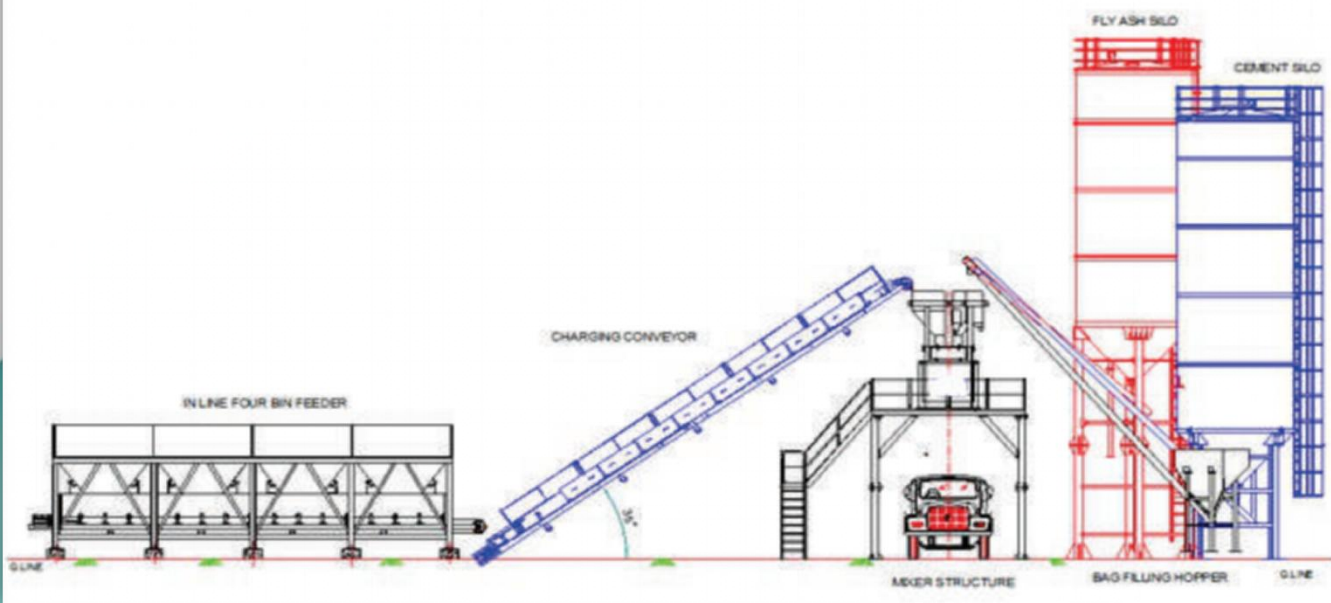 FLY ASH SILO
CEMENT SILO
CHARGING CONVEYOR
IN LINE FOUR BIN FEEDER
35°
G.LINE
MIXER STRUCTURE
BAG FILLING HOPPER
G.LINE